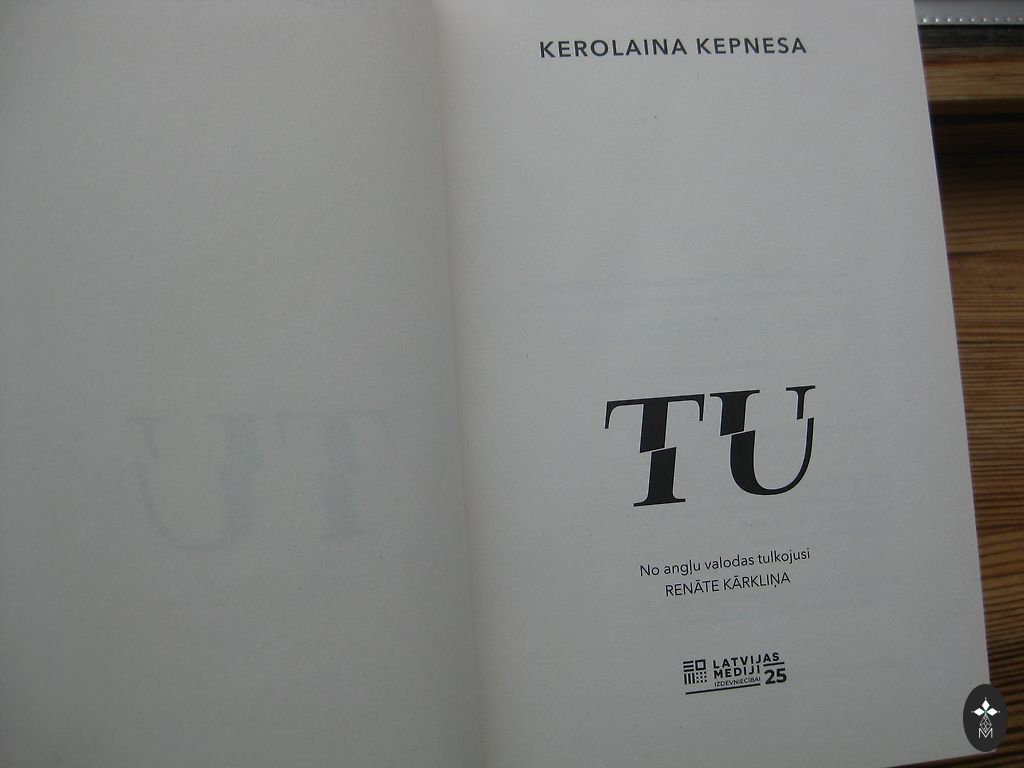 KEROLAINA KEPNESA
TU
No angļu valodas tulkojusi
RENĀTE KĀRKLIŅA
LATVIJAS
MEDIJI
IZDEVNIECĪBAI 25
M